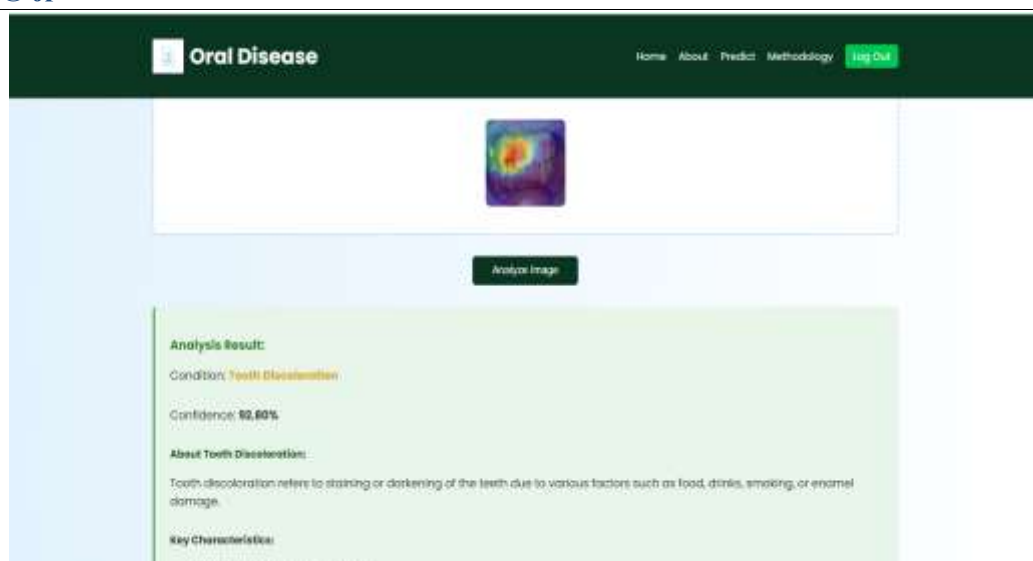 Oral Disease
Home About Predict Methodology Log Out
Analyze Image
Analysis Result:
Condition: Tooth Discoloration
Confidence: 92.80%
About Tooth Discoloration:
Tooth discoloration refers to staining or darkening of the teeth due to various factors such as food, drinks, smoking, or enamel
damage.
Key Characteristics: